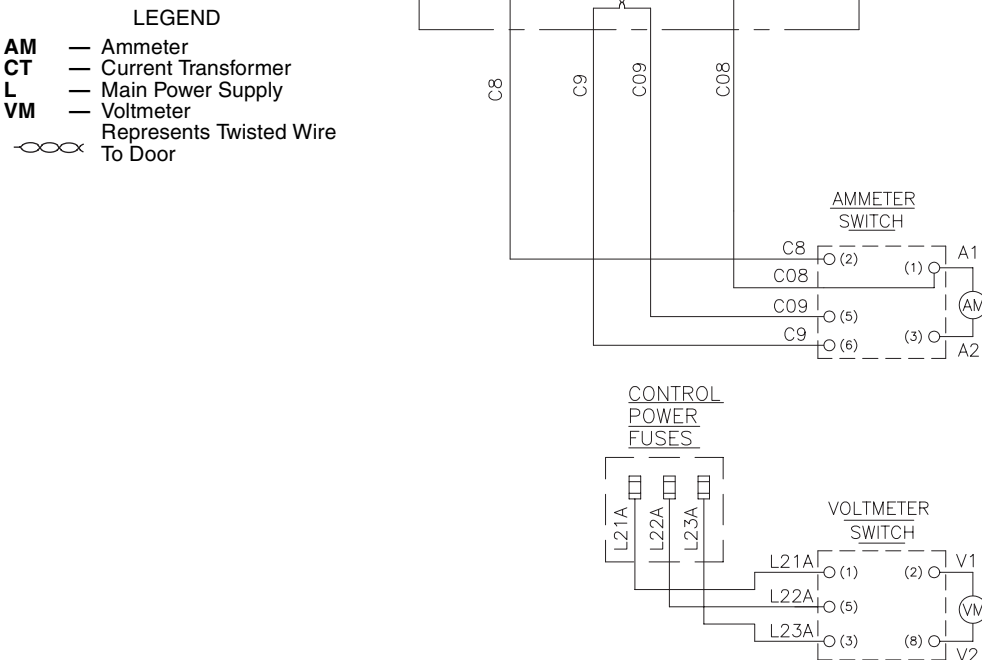 LEGEND
AM — Ammeter
CT — Current Transformer
L — Main Power Supply
VM — Voltmeter
Represents Twisted Wire
To Door
C8
C9
C09
C08
AMMETER
SWITCH
C8
(2)
(1)
A1
C08
AM
C09
(5)
C9
(6)
(3)
A2
CONTROL
POWER
FUSES
L21A
L22A
L23A
VOLTMETER
SWITCH
L21A
(1)
(2)
V1
L22A
(5)
VM
L23A
(3)
(8)
V2